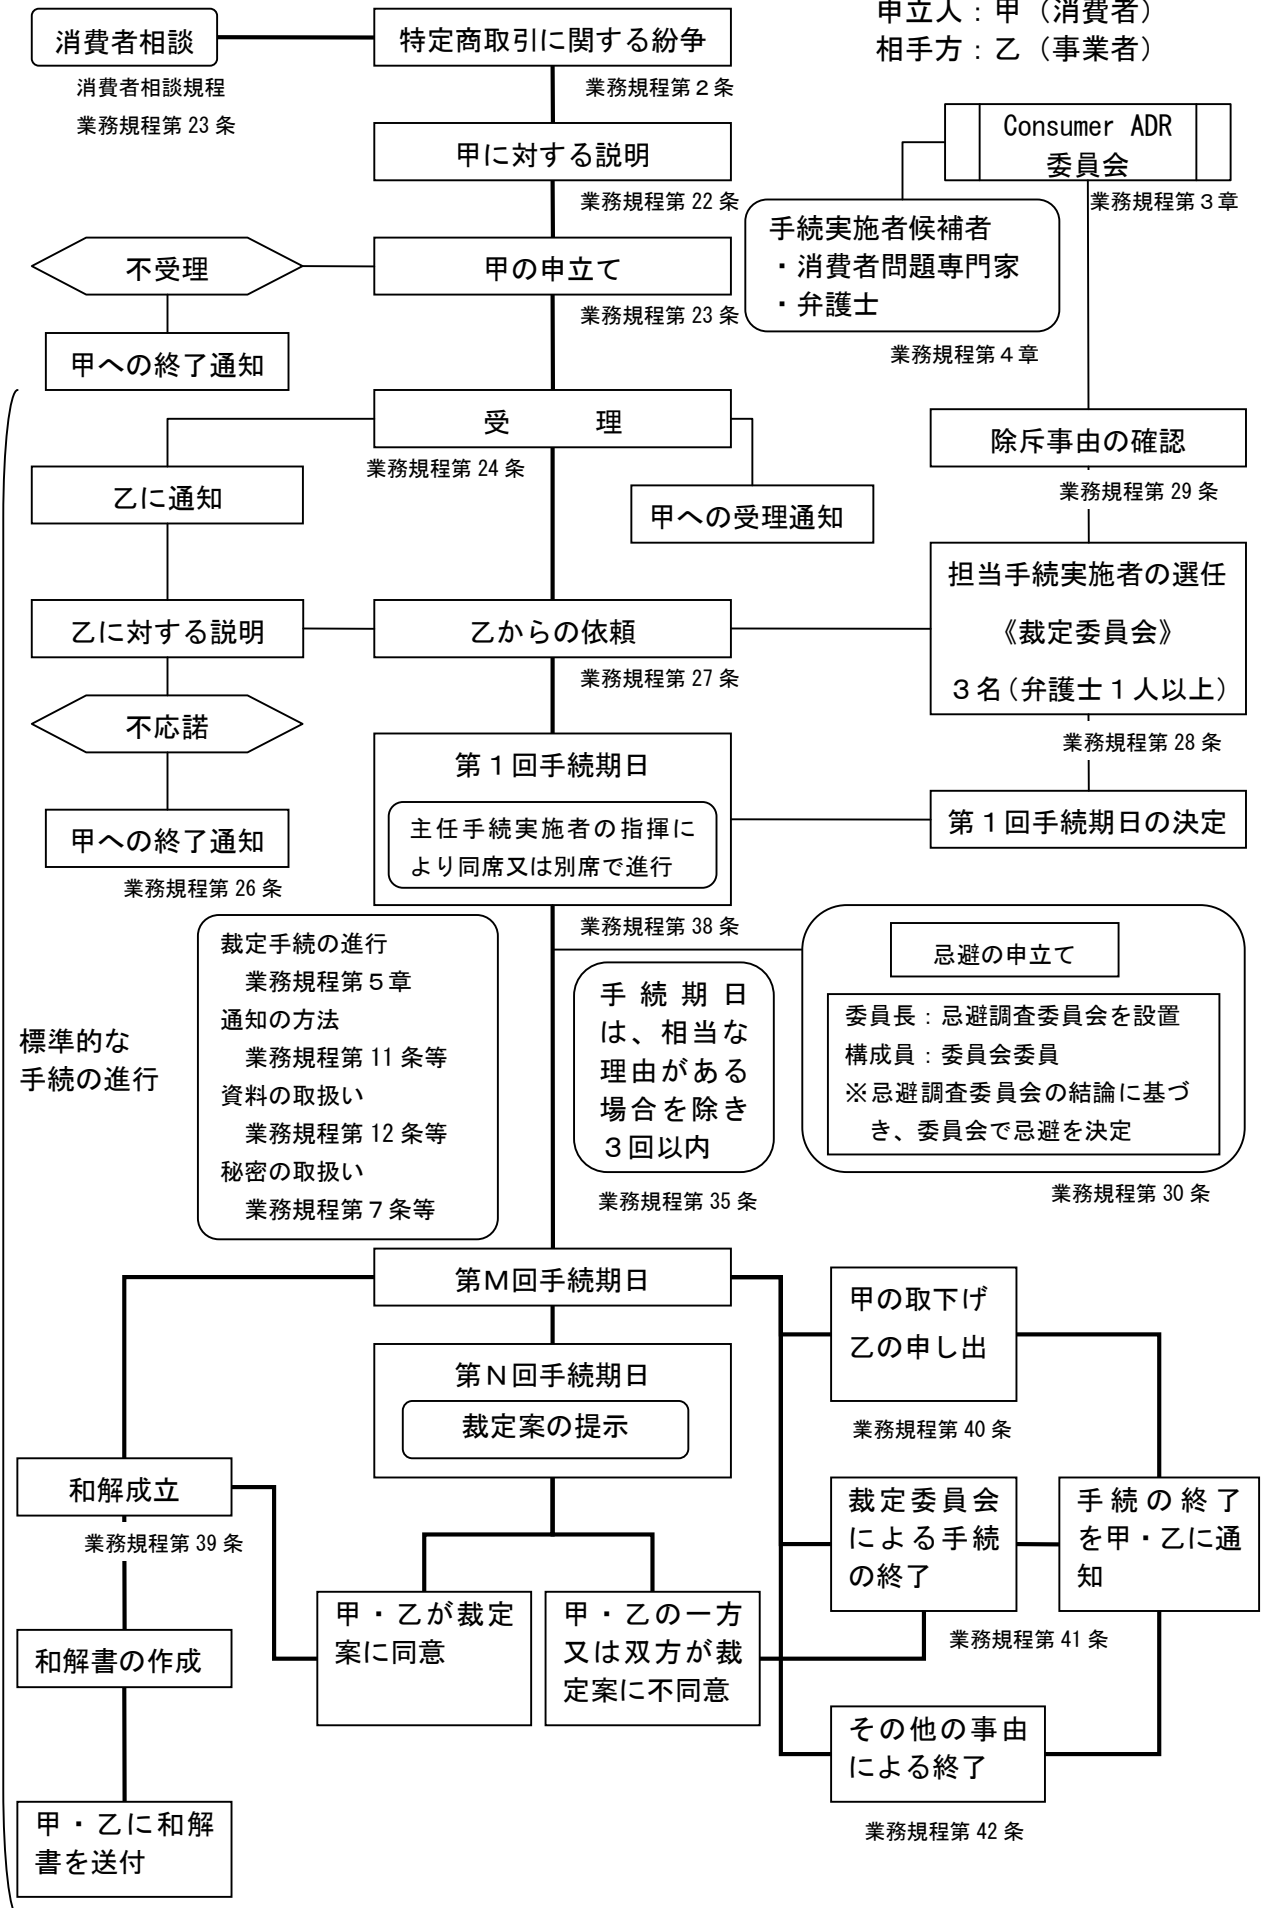 申立人：甲（消費者）
相手方：乙（事業者）
消費者相談
特定商取引に関する紛争
消費者相談規程
業務規程第23条
業務規程第２条
甲に対する説明
業務規程第22条
Consumer ADR
委員会
業務規程第３章
手続実施者候補者
・消費者問題専門家
・弁護士
業務規程第４章
不受理
甲の申立て
業務規程第23条
甲への終了通知
受　　　理
業務規程第24条
除斥事由の確認
業務規程第29条
乙に通知
甲への受理通知
担当手続実施者の選任
《裁定委員会》
３名（弁護士１人以上）
業務規程第28条
乙に対する説明
乙からの依頼
業務規程第27条
不応諾
甲への終了通知
業務規程第26条
第１回手続期日
主任手続実施者の指揮に
より同席又は別席で進行
業務規程第38条
第１回手続期日の決定
標準的な
手続の進行
裁定手続の進行
業務規程第５章
通知の方法
業務規程第11条等
資料の取扱い
業務規程第12条等
秘密の取扱い
業務規程第７条等
手続期日
は、相当な
理由がある
場合を除き
３回以内
業務規程第35条
忌避の申立て
委員長：忌避調査委員会を設置
構成員：委員会委員
※忌避調査委員会の結論に基づ
き、委員会で忌避を決定
業務規程第30条
第Ｍ回手続期日
第Ｎ回手続期日
裁定案の提示
甲の取下げ
乙の申し出
業務規程第40条
和解成立
業務規程第39条
裁定委員会
による手続
の終了
業務規程第41条
手続の終了
を甲・乙に通
知
甲・乙が裁定
案に同意
甲・乙の一方
又は双方が裁
定案に不同意
和解書の作成
その他の事由
による終了
業務規程第42条
甲・乙に和解
書を送付